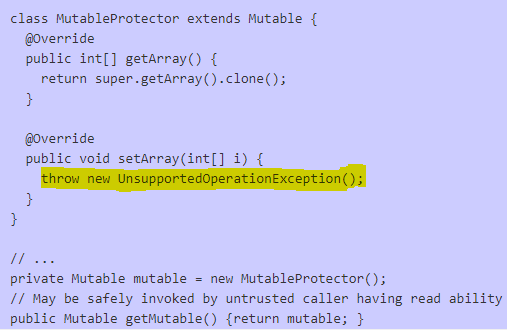 class MutableProtector extends Mutable {
  @Override
  public int[] getArray() {
    return super.getArray().clone();
  }

  @Override
  public void setArray(int[] i) {
    throw new UnsupportedOperationException();
  }
}

// ...
private Mutable mutable = new MutableProtector();
// May be safely invoked by untrusted caller having read ability
public Mutable getMutable() {return mutable; }